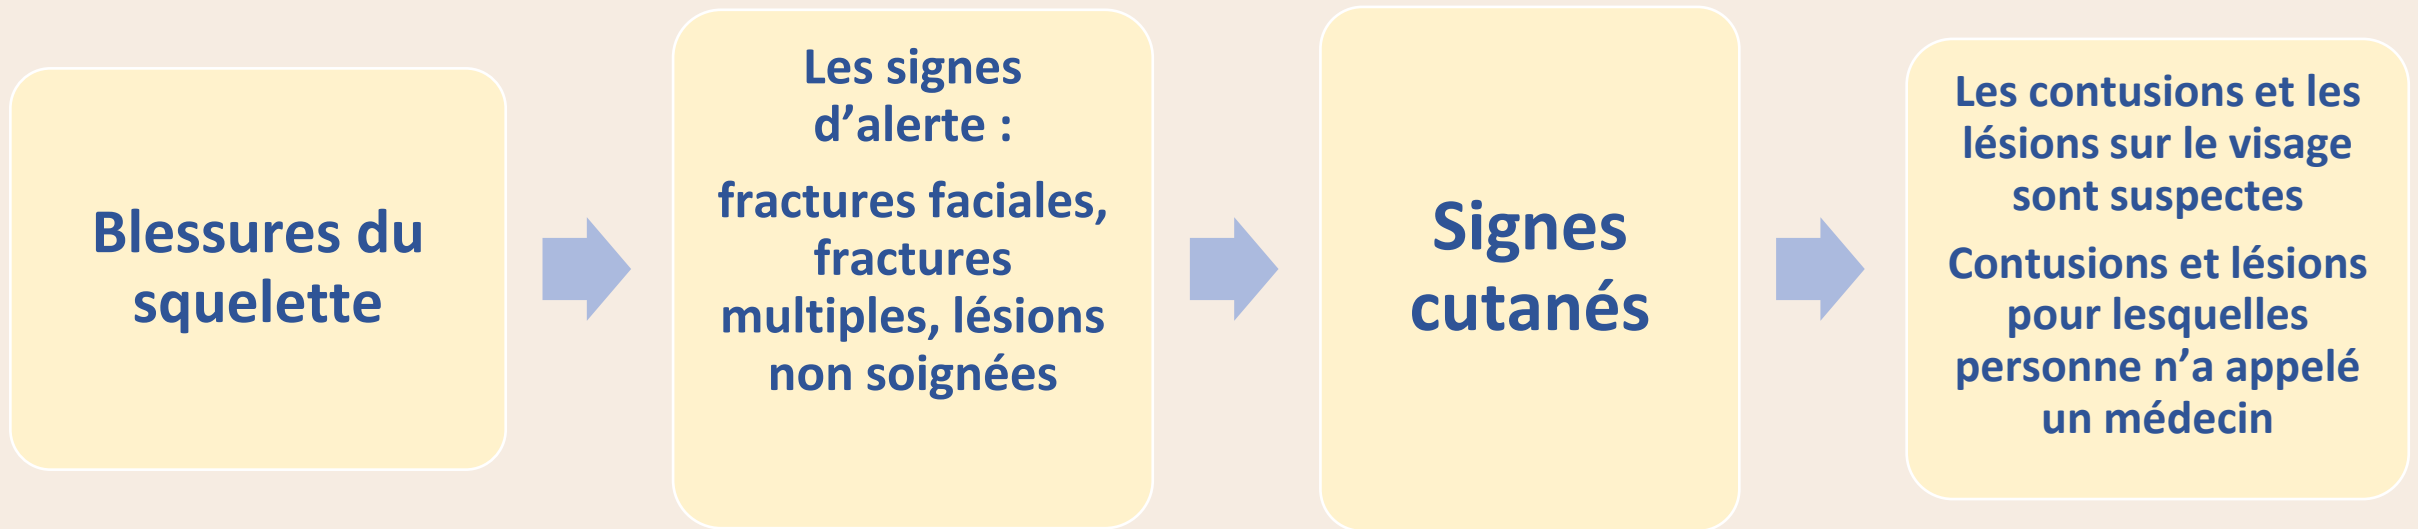 Blessures du
squelette
Les signes
d’alerte :
fractures faciales,
fractures
multiples, lésions
non soignées
Signes
cutanés
Les contusions et les
lésions sur le visage
sont suspectes
Contusions et lésions
pour lesquelles
personne n’a appelé
un médecin